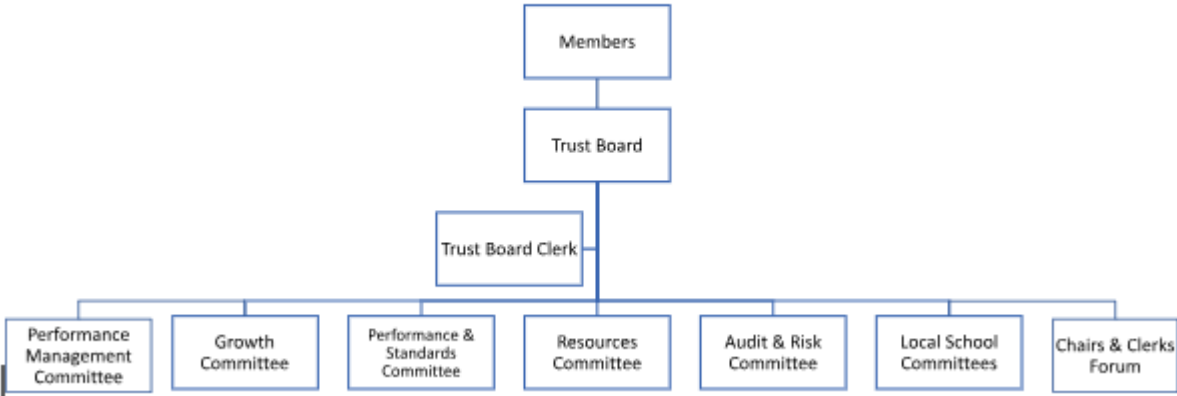 Members
Trust Board
Trust Board Clerk
Performance
Management
Committee
Growth
Committee
Performance &
Standards
Committee
Resources
Committee
Audit & Risk
Committee
Local School
Committees
Chairs & Clerks
Forum